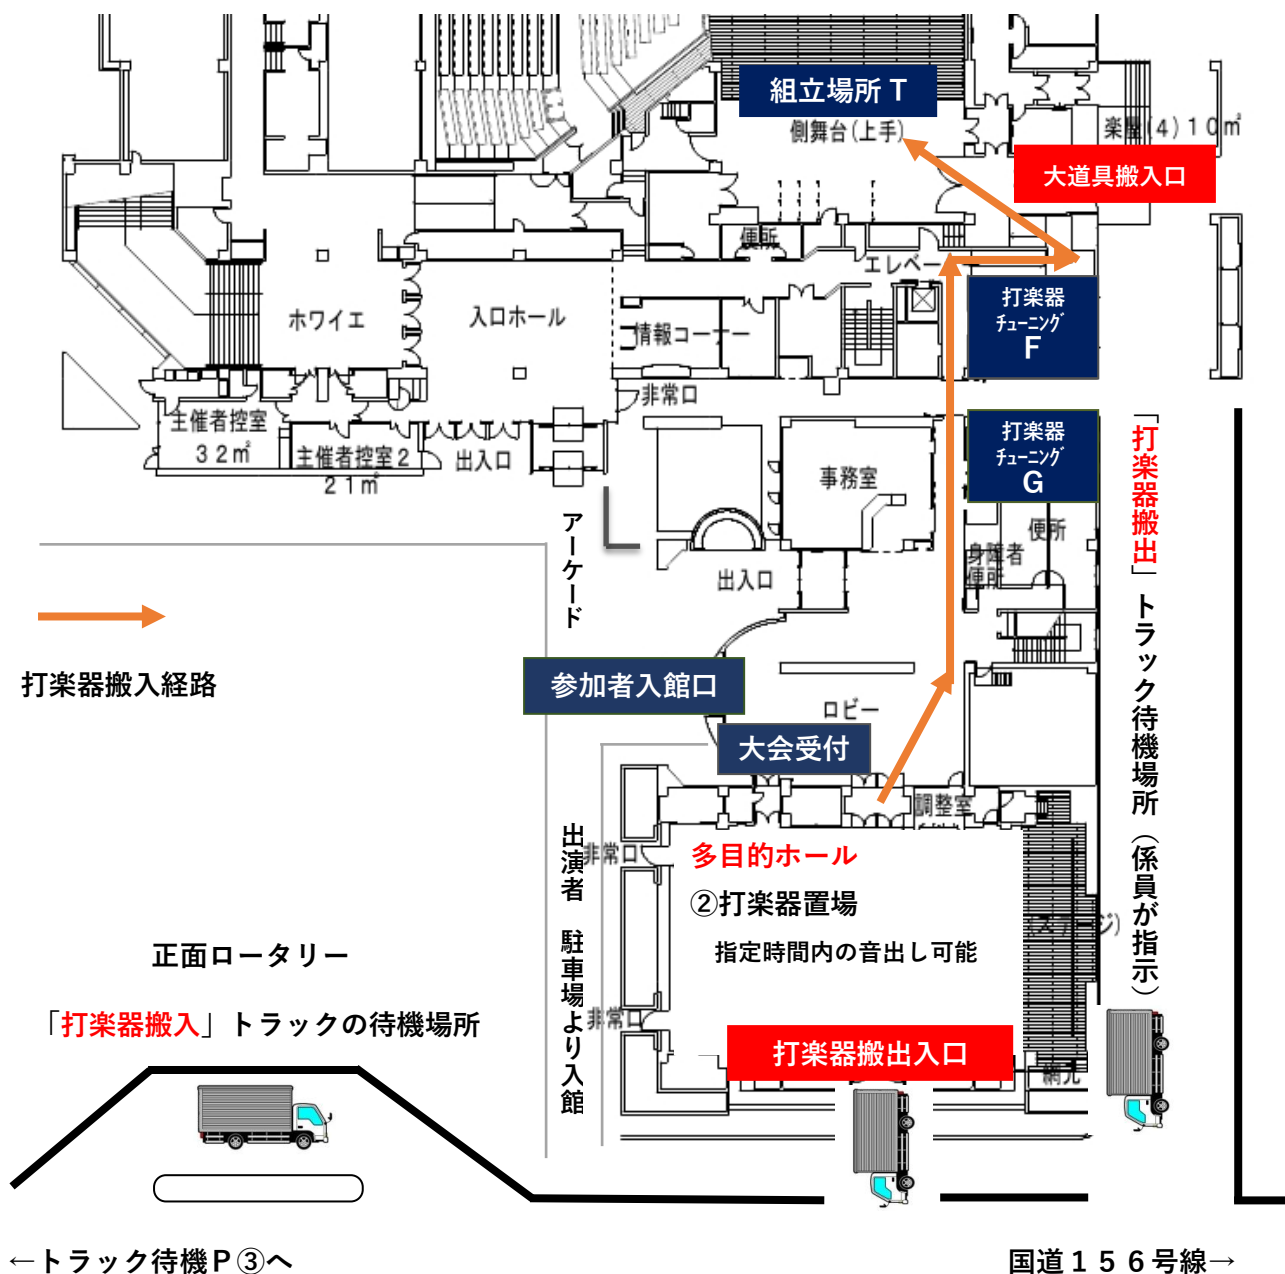 組立場所 T
側舞台(上手)
楽屋(4)10㎡
大道具搬入口
便所
エレベー
打楽器
ﾁｭｰﾆﾝｸﾞ
F
ホワイエ
入口ホール
情報コーナー
非常口
主催者控室
32㎡
主催者控室2
21㎡
出入口
打楽器
ﾁｭｰﾆﾝｸﾞ
G
事務室
便所
身障者
便所
アーケード
出入口
「打楽器搬出」トラック待機場所(係員が指示)
打楽器搬入経路
参加者入館口
ロビー
大会受付
調整室
非常口
多目的ホール
②打楽器置場
指定時間内の音出し可能
(ステージ)
出演者 駐車場より入館
正面ロータリー
「打楽器搬入」トラックの待機場所
非常口
打楽器搬出入口
←トラック待機P③へ
国道156号線→